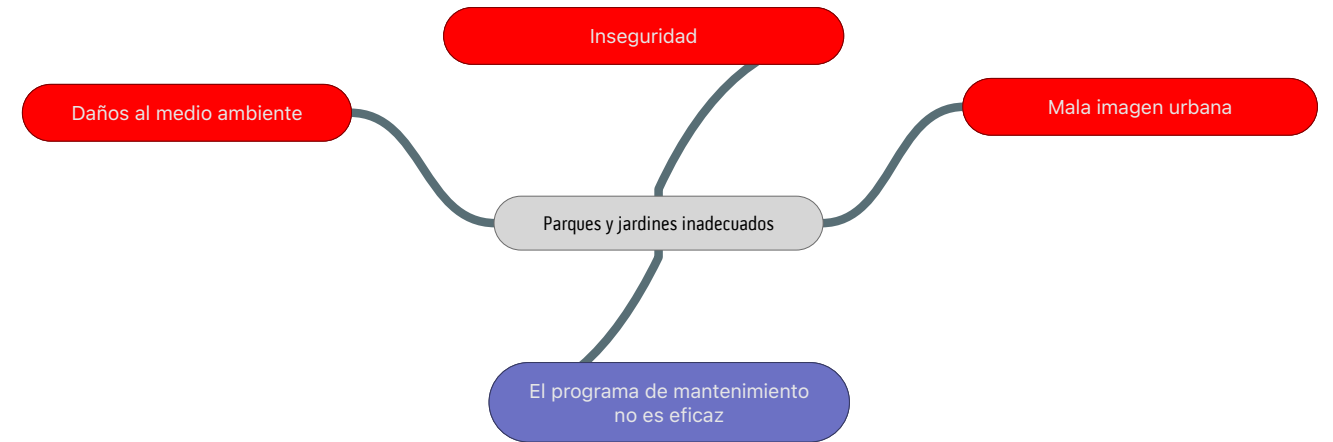 Inseguridad
Daños al medio ambiente
Mala imagen urbana
Parques y jardines inadecuados
El programa de mantenimiento
no es eficaz